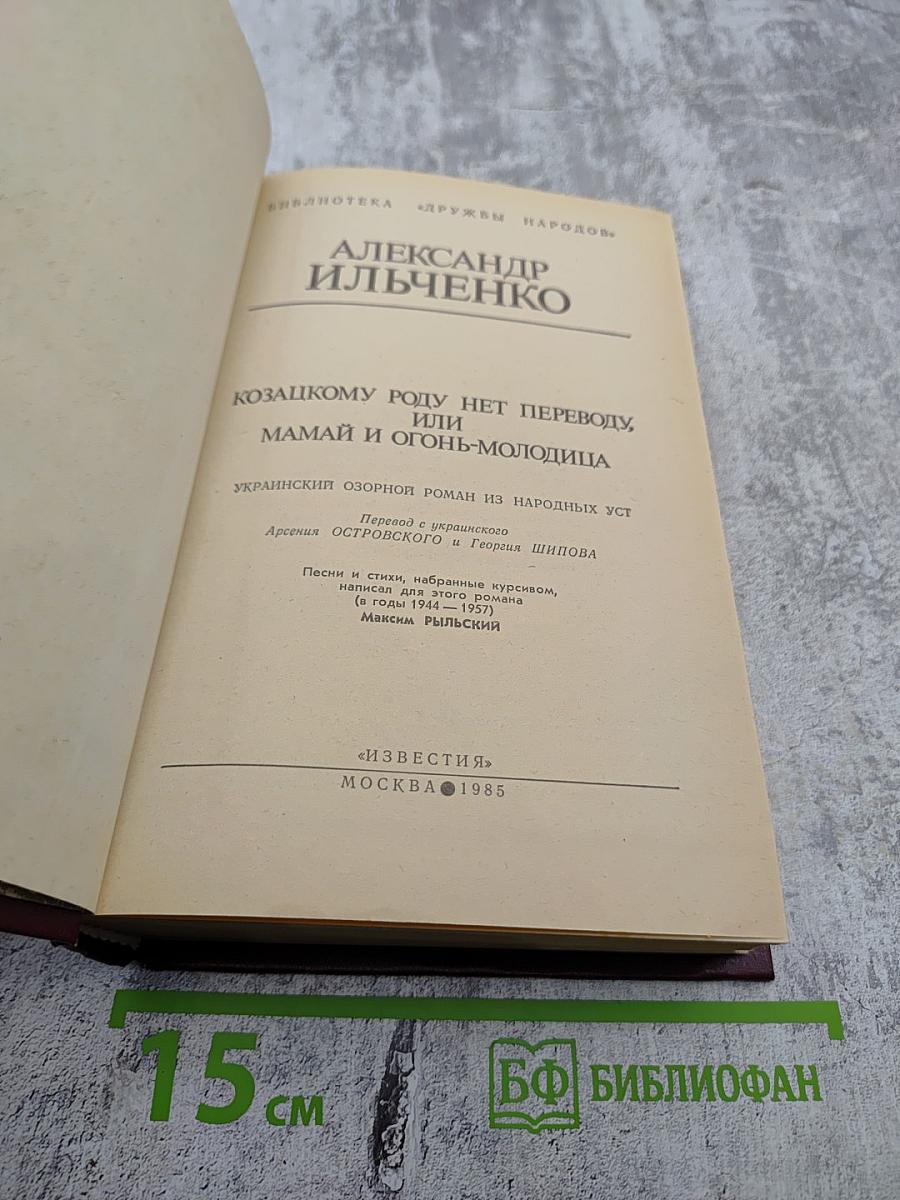 БИБЛИОТЕКА «ДРУЖБЫ НАРОДОВ»
АЛЕКСАНДР
ИЛЬЧЕНКО
КОЗАЦКОМУ РОДУ НЕТ ПЕРЕВОДУ,
ИЛИ
МАМАЙ И ОГОНЬ-МОЛОДИЦА
УКРАИНСКИЙ ОЗОРНОЙ РОМАН ИЗ НАРОДНЫХ УСТ
Перевод с украинского
Арсения ОСТРОВСКОГО и Георгия ШИПОВА
Песни и стихи, набранные курсивом,
написал для этого романа
(в годы 1944 — 1957)
Максим РЫЛЬСКИЙ
«ИЗВЕСТИЯ»
МОСКВА ● 1985
15 см
БФ БИБЛИОФАН